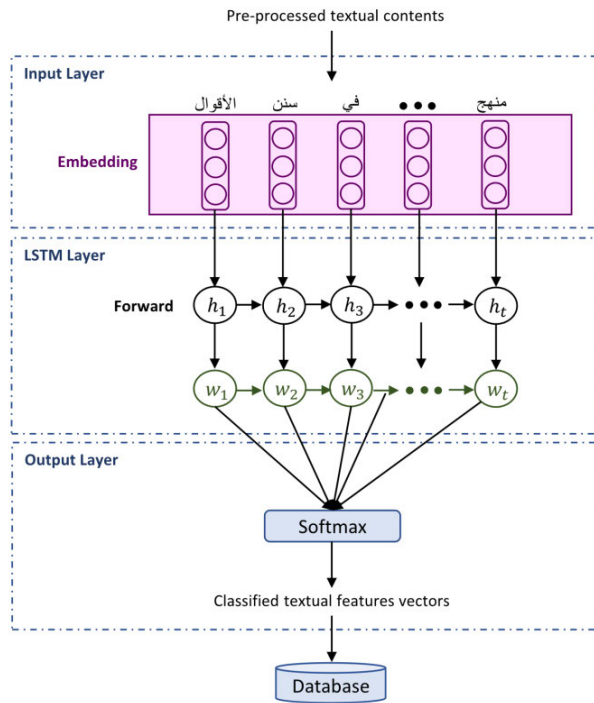 Pre-processed textual contents
Input Layer
الأقوال سنن في ••• منهج
Embedding
LSTM Layer
Forward h₁ h₂ h₃ ••• hₜ
w₁ w₂ w₃ ••• wₜ
Output Layer
Softmax
Classified textual features vectors
Database